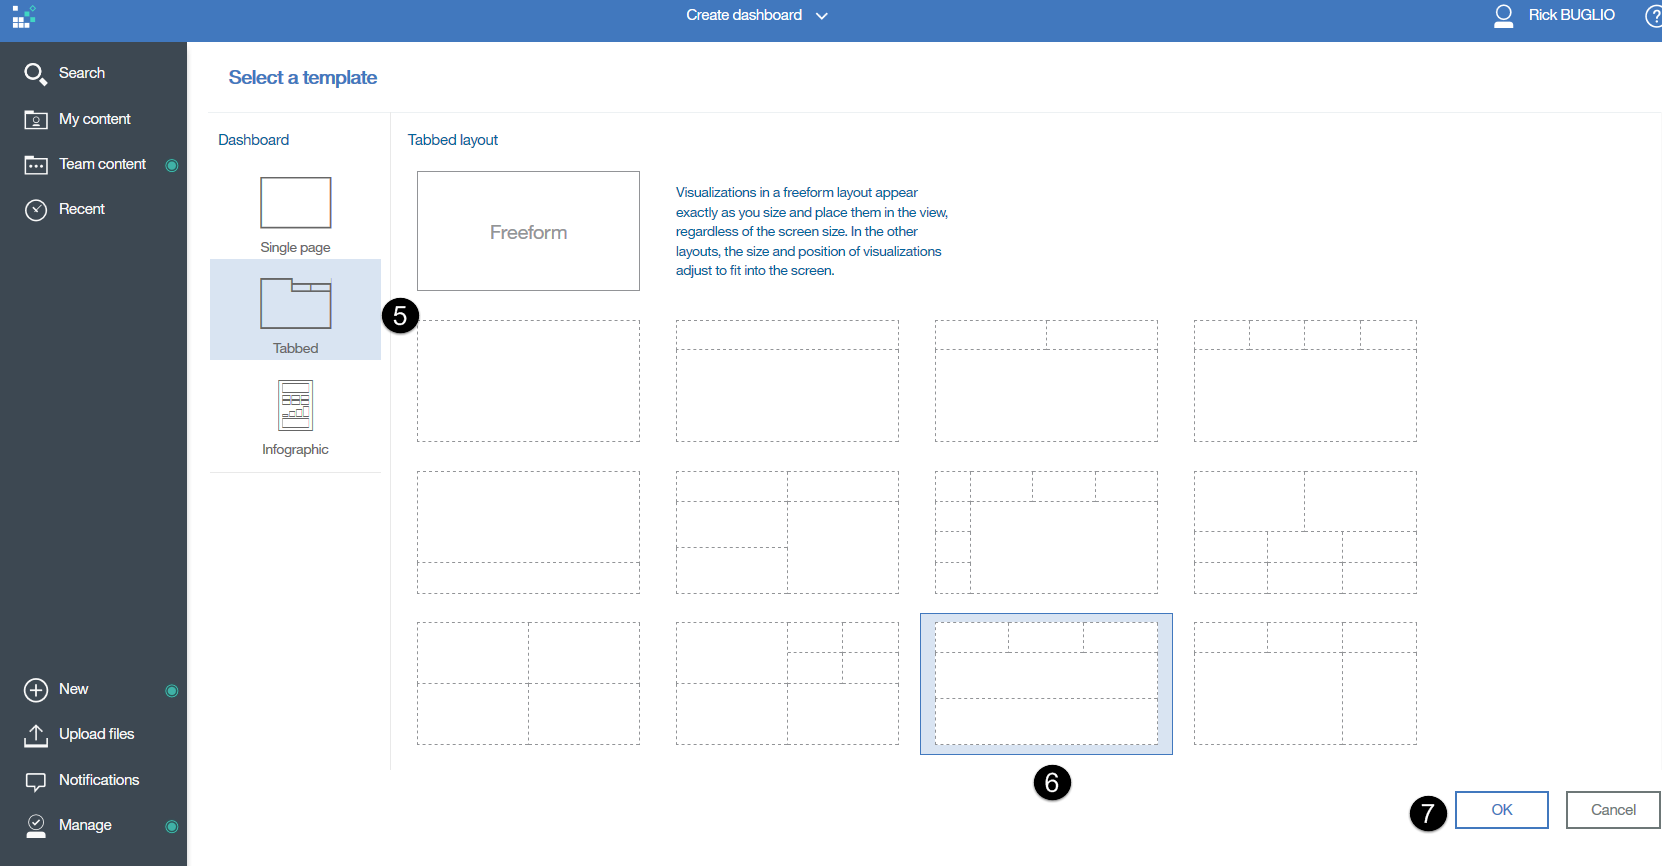 Create dashboard
Rick BUGLIO
?
Search
My content
Team content
Recent
New
Upload files
Notifications
Manage
Select a template
Dashboard
Single page
Tabbed
Infographic
Tabbed layout
Freeform
Visualizations in a freeform layout appear
exactly as you size and place them in the view,
regardless of the screen size. In the other
layouts, the size and position of visualizations
adjust to fit into the screen.
5
6
7
OK
Cancel